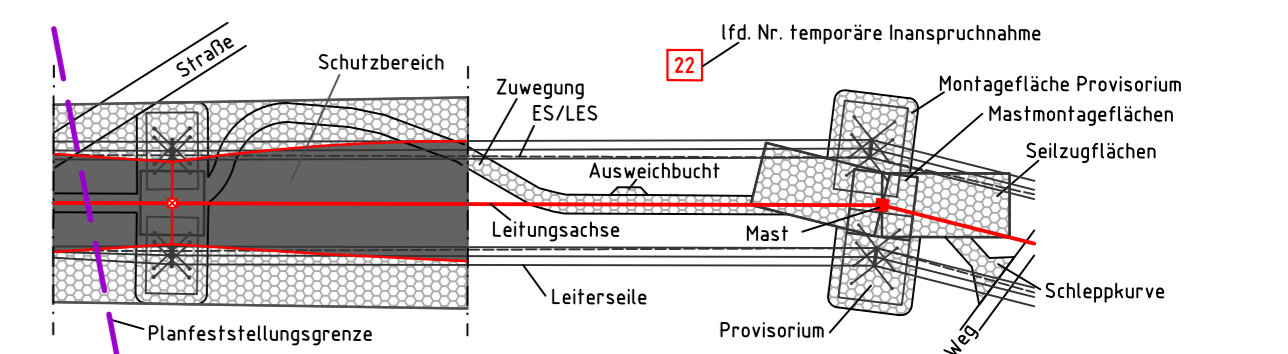 lfd. Nr. temporäre Inanspruchnahme
22
Straße
Schutzbereich
Zuwegung
ES/LES
Montagefläche Provisorium
Mastmontageflächen
Seilzugflächen
Ausweichbucht
Leitungsachse
Mast
Leiterseile
Schleppkurve
Planfeststellungsgrenze
Provisorium
Weg